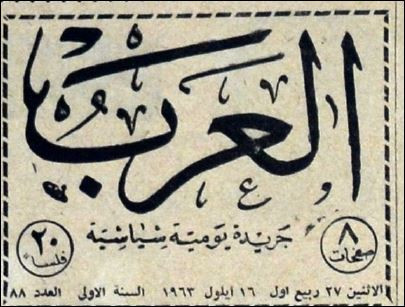 العرب
جريدة يومية سياسية
٨ صفحات
٢٠ فلسا
الاثنين ٢٧ ربيع اول ١٦ ايلول ١٩٦٣ السنة الاولى العدد ٨٨